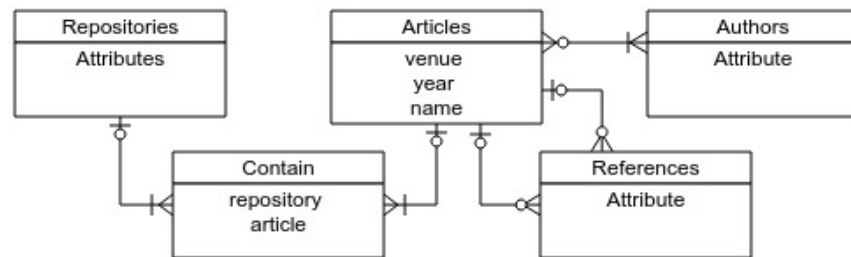 Repositories
Attributes
Articles
venue
year
name
Authors
Attribute
Contain
repository
article
References
Attribute